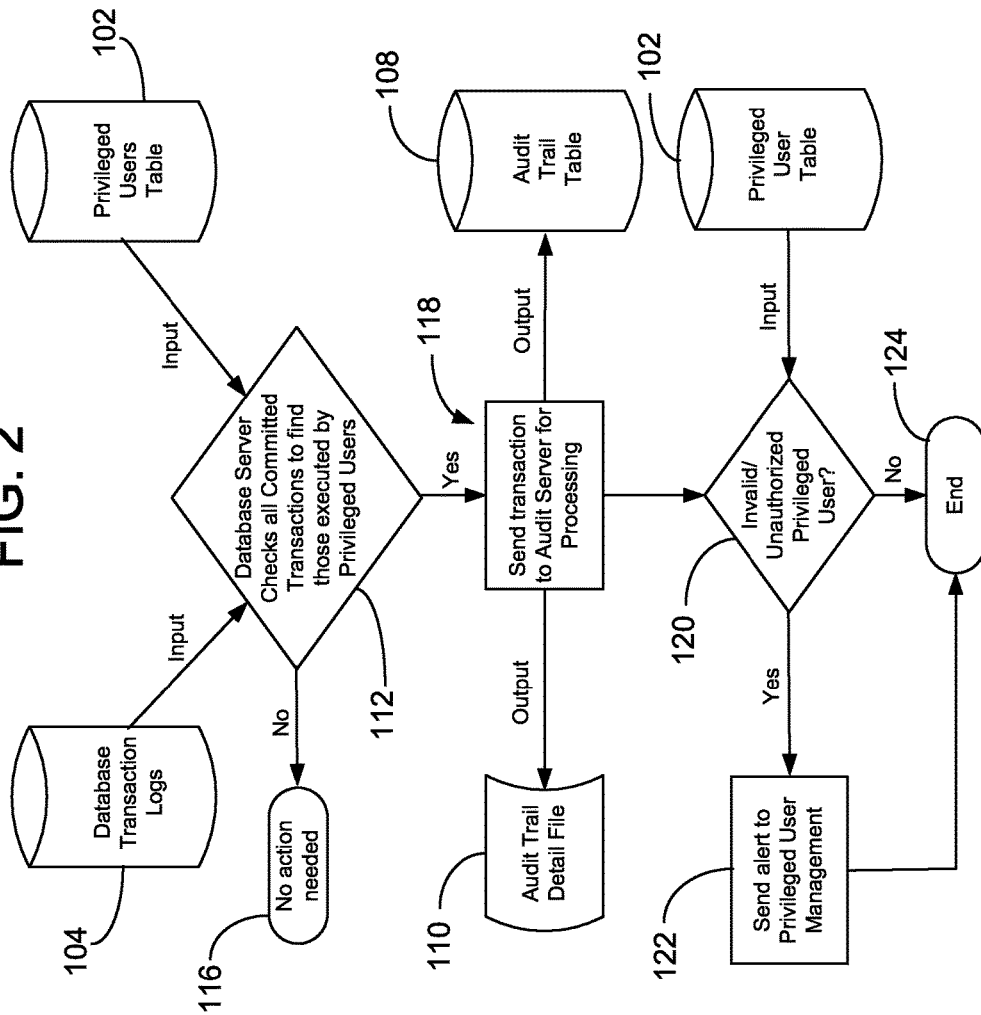 FIG. 2
104
Database
Transaction
Logs
Input
Input
Privileged
Users
Table
102
Database Server
Checks all Committed
Transactions to find
those executed by
Privileged Users
116
No action
needed
No
112
Yes
118
108
110
Audit Trail
Detail File
Output
Send transaction
to Audit Server for
Processing
Output
Audit
Trail
Table
102
120
122
Send alert to
Privileged User
Management
Yes
Invalid/
Unauthorized
Privileged
User?
Input
Privileged
User
Table
No
124
End